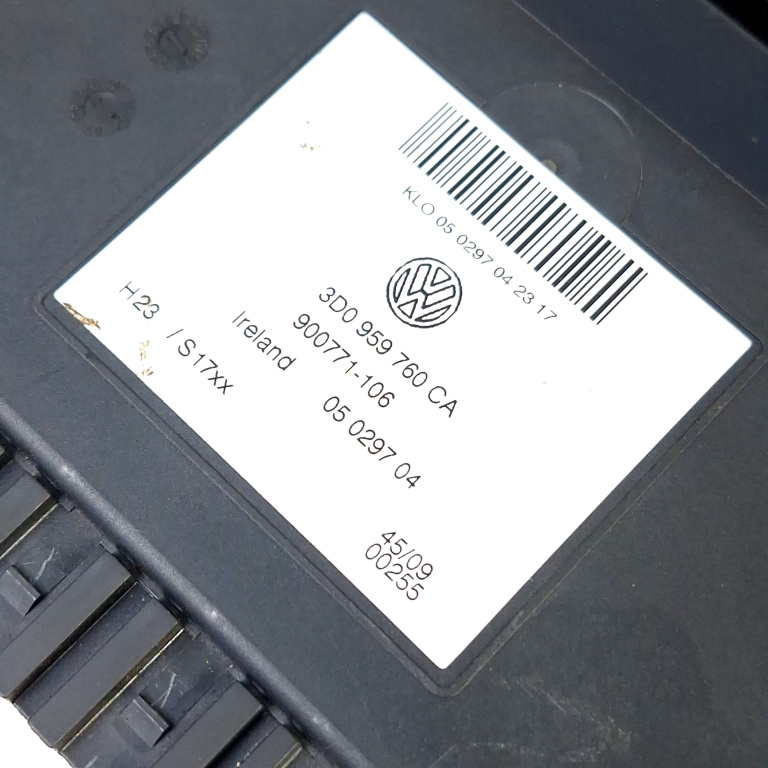 KLO 05 0297 04 23 17
3D0 959 760 CA
900771-106
Ireland 05 0297 04
H23 / S17xx
45/09
00255